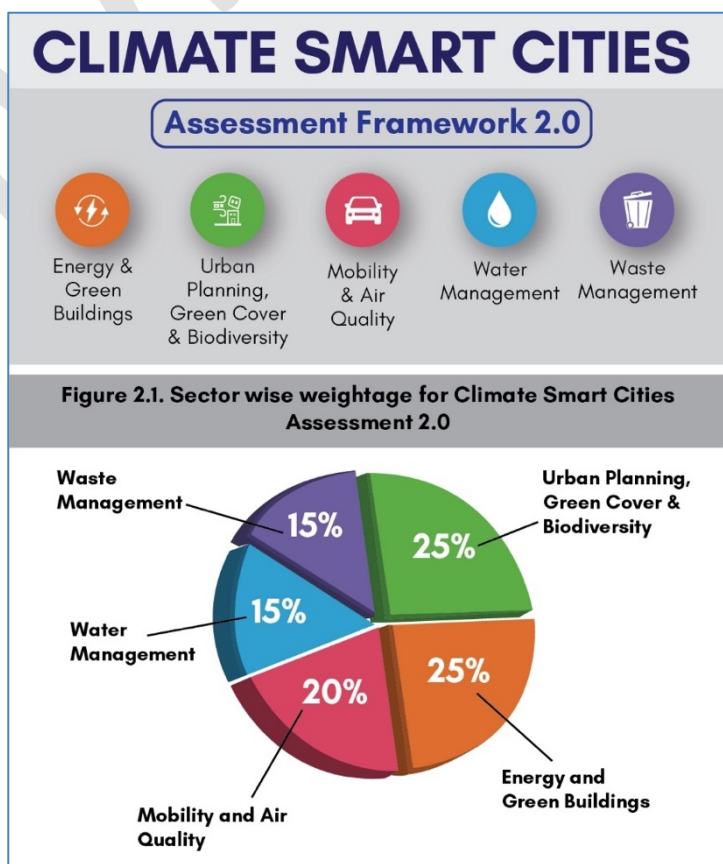 CLIMATE SMART CITIES
Assessment Framework 2.0
Energy &
Green
Buildings
Urban
Planning,
Green Cover
& Biodiversity
Mobility
& Air
Quality
Water
Management
Waste
Management
Figure 2.1. Sector wise weightage for Climate Smart Cities
Assessment 2.0
Waste
Management
15%
Urban Planning,
Green Cover &
Biodiversity
25%
Water
Management
15%
20%
25%
Mobility and Air
Quality
Energy and
Green Buildings